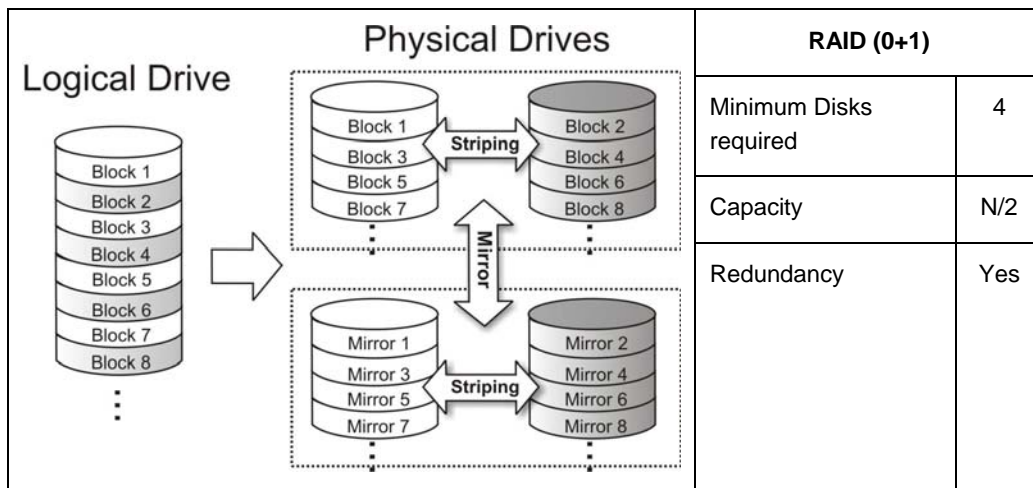 Logical Drive
Block 1
Block 2
Block 3
Block 4
Block 5
Block 6
Block 7
Block 8
Physical Drives
Block 1
Block 3
Block 5
Block 7
Striping
Block 2
Block 4
Block 6
Block 8
Mirror
Mirror 1
Mirror 3
Mirror 5
Mirror 7
Striping
Mirror 2
Mirror 4
Mirror 6
Mirror 8
RAID (0+1)
Minimum Disks
required
4
Capacity
N/2
Redundancy
Yes